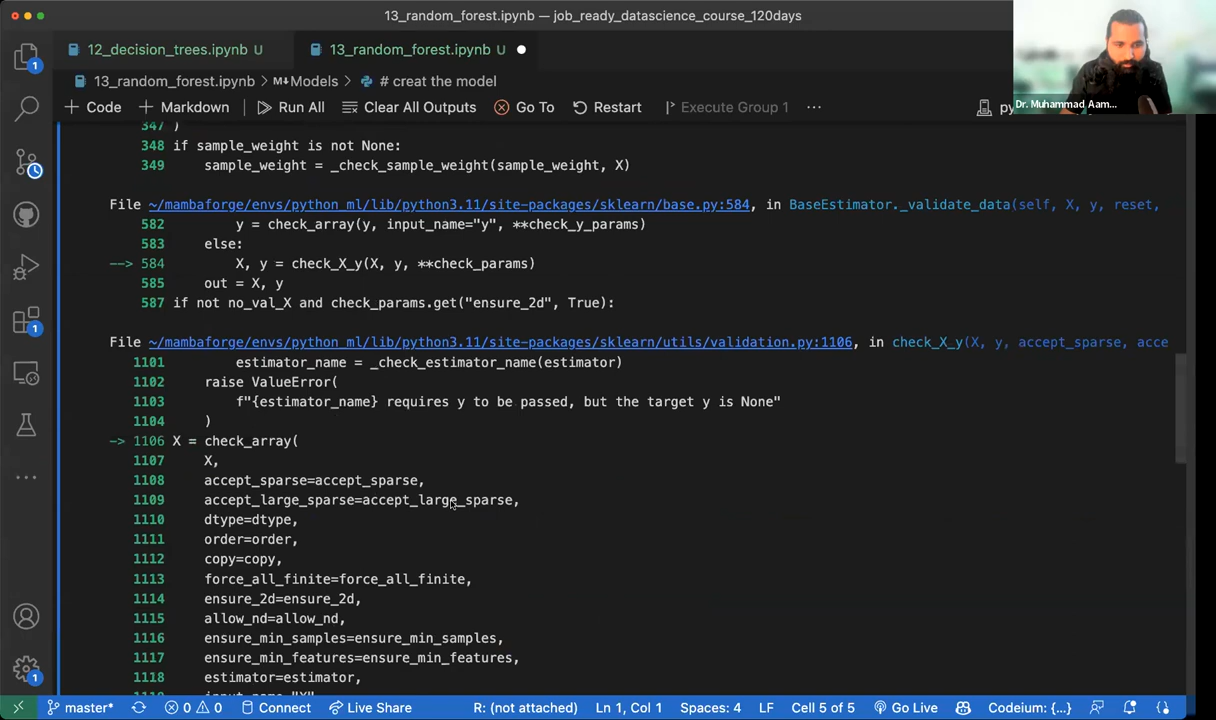 13_random_forest.ipynb — job_ready_datascience_course_120days
12_decision_trees.ipynb U
13_random_forest.ipynb U
13_random_forest.ipynb > M↓Models > # creat the model
+ Code + Markdown Run All Clear All Outputs Go To Restart Execute Group 1 ...
Dr. Muhammad Aam...
347 )
348 if sample_weight is not None:
349 sample_weight = _check_sample_weight(sample_weight, X)
File ~/mambaforge/envs/python_ml/lib/python3.11/site-packages/sklearn/base.py:584, in BaseEstimator._validate_data(self, X, y, reset,
582 y = check_array(y, input_name="y", **check_y_params)
583 else:
--> 584 X, y = check_X_y(X, y, **check_params)
585 out = X, y
587 if not no_val_X and check_params.get("ensure_2d", True):
File ~/mambaforge/envs/python_ml/lib/python3.11/site-packages/sklearn/utils/validation.py:1106, in check_X_y(X, y, accept_sparse, acce
1101 estimator_name = _check_estimator_name(estimator)
1102 raise ValueError(
1103 f"{estimator_name} requires y to be passed, but the target y is None"
1104 )
-> 1106 X = check_array(
1107 X,
1108 accept_sparse=accept_sparse,
1109 accept_large_sparse=accept_large_sparse,
1110 dtype=dtype,
1111 order=order,
1112 copy=copy,
1113 force_all_finite=force_all_finite,
1114 ensure_2d=ensure_2d,
1115 allow_nd=allow_nd,
1116 ensure_min_samples=ensure_min_samples,
1117 ensure_min_features=ensure_min_features,
1118 estimator=estimator,
master* 0 0 Connect Live Share R: (not attached) Ln 1, Col 1 Spaces: 4 LF Cell 5 of 5 Go Live Codeium: {...}